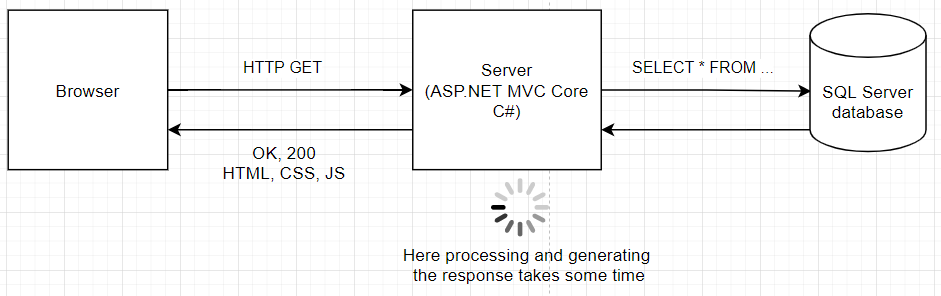 Browser
HTTP GET
OK, 200
HTML, CSS, JS
Server
(ASP.NET MVC Core
C#)
SELECT * FROM ...
SQL Server
database
Here processing and generating
the response takes some time